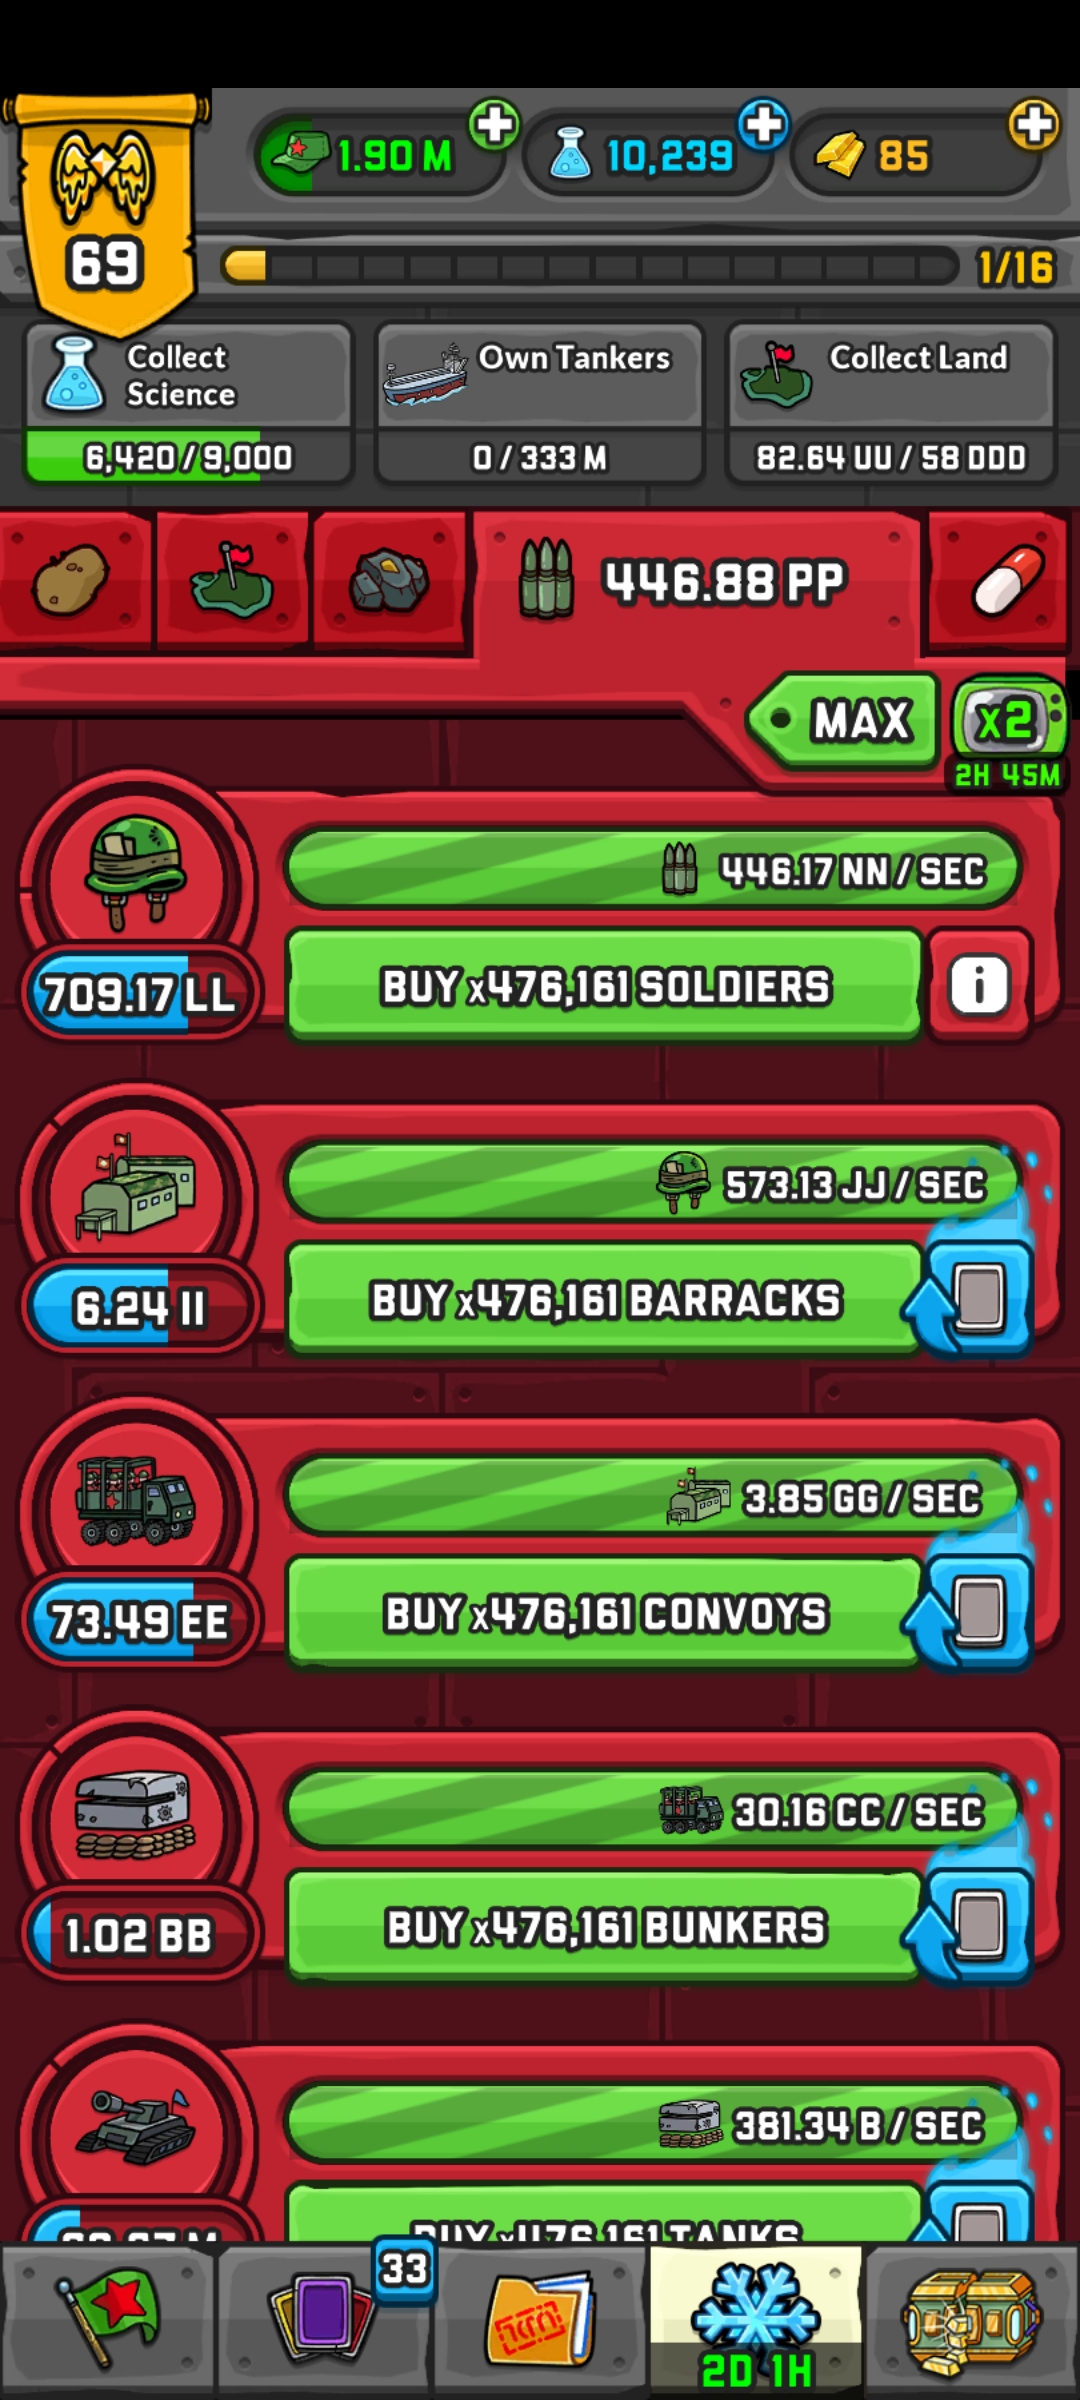 1.90 M
10,239
85
69
1/16
Collect
Science
6,420/9,000
Own Tankers
0/333 M
Collect Land
82.64 UU/58 DDD
446.88 PP
MAX
x2
2H 45M
446.17 NN/SEC
709.17 LL
BUY x476,161 SOLDIERS
i
573.13 JJ/SEC
6.24 II
BUY x476,161 BARRACKS
3.85 GG/SEC
73.49 EE
BUY x476,161 CONVOYS
30.16 CC/SEC
1.02 BB
BUY x476,161 BUNKERS
381.34 B/SEC
BUY x476,161 TANKS
33
2D 1H